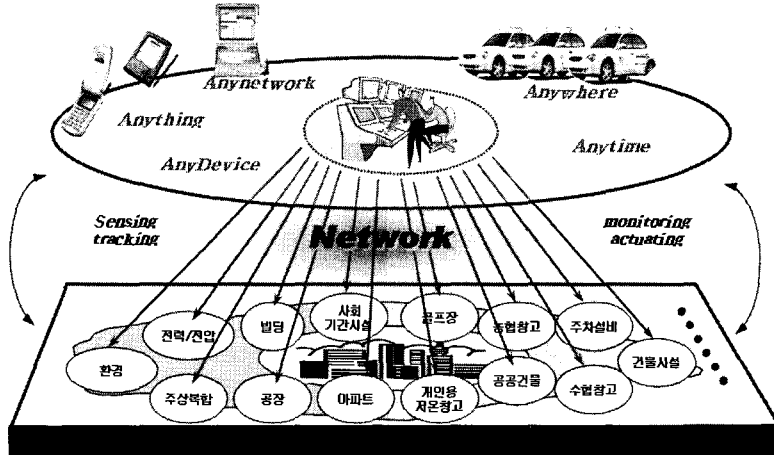 Anynetwork
Anywhere
Anything
Anytime
AnyDevice
Sensing
tracking
monitoring
actuating
Network
사회
기간시설
골프장
빌딩
농협창고
주차설비
전력/전압
건물시설
환경
공공건물
주상복합
공장
아파트
개인용
저온창고
수협창고